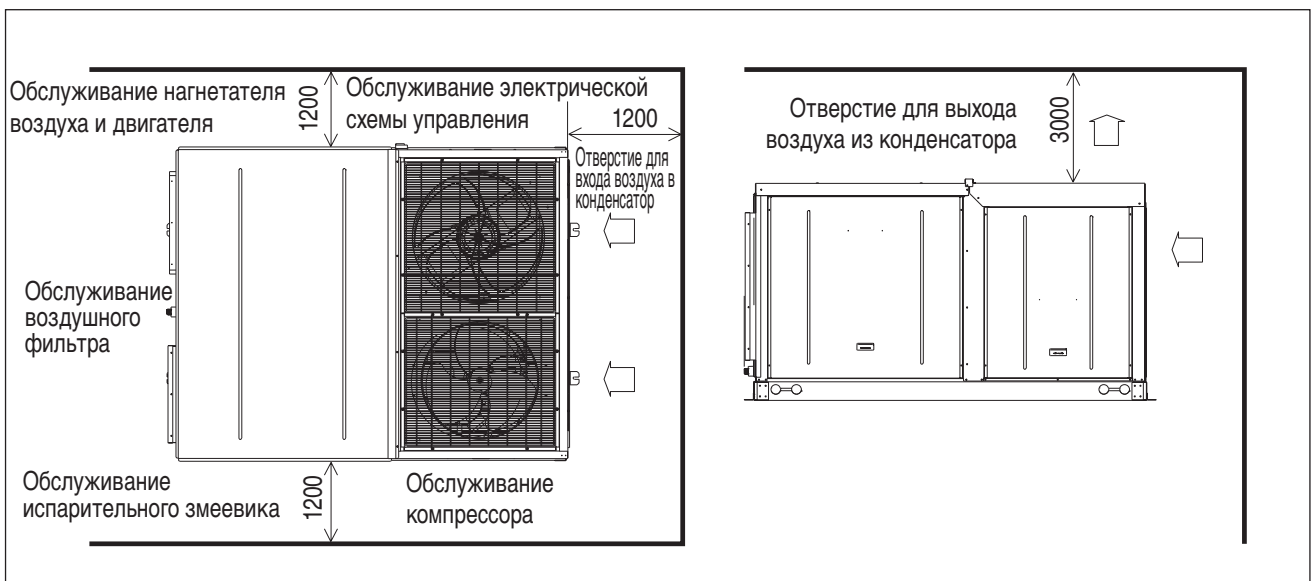 Обслуживание нагнетателя
воздуха и двигателя
1200
Обслуживание электрической
схемы управления
1200
Отверстие для
входа воздуха в
конденсатор
Обслуживание
воздушного
фильтра
Обслуживание
испарительного змеевика
1200
Обслуживание
компрессора
Отверстие для выхода
воздуха из конденсатора
3000